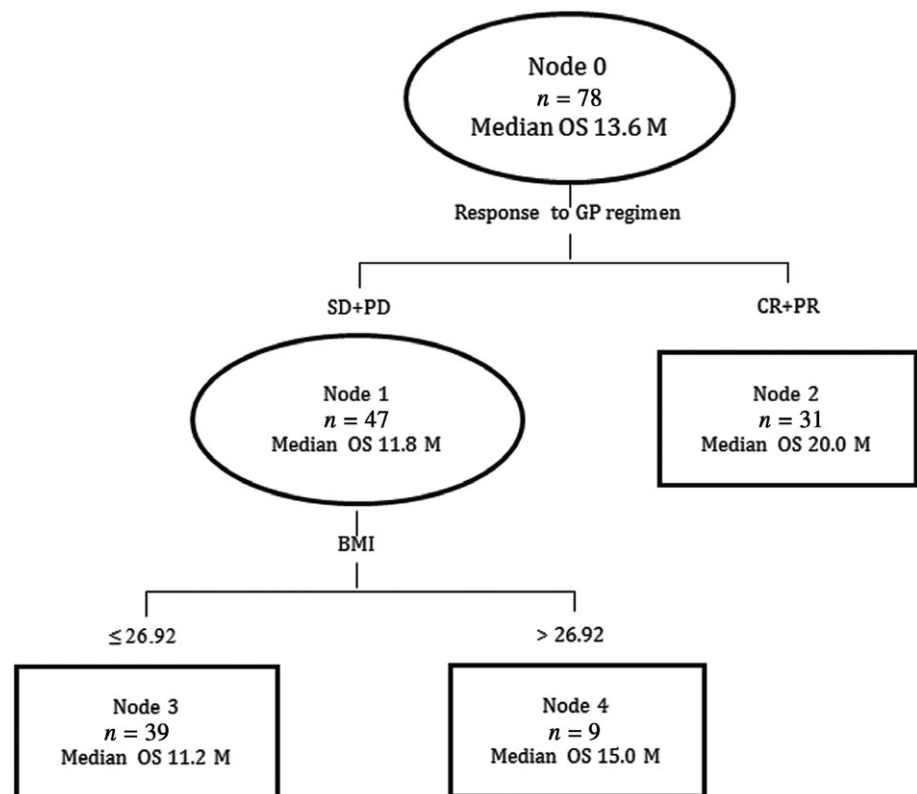 Node 0
n = 78
Median OS 13.6 M
Response to GP regimen
SD+PD
CR+PR
Node 1
n = 47
Median OS 11.8 M
Node 2
n = 31
Median OS 20.0 M
BMI
≤ 26.92
> 26.92
Node 3
n = 39
Median OS 11.2 M
Node 4
n = 9
Median OS 15.0 M